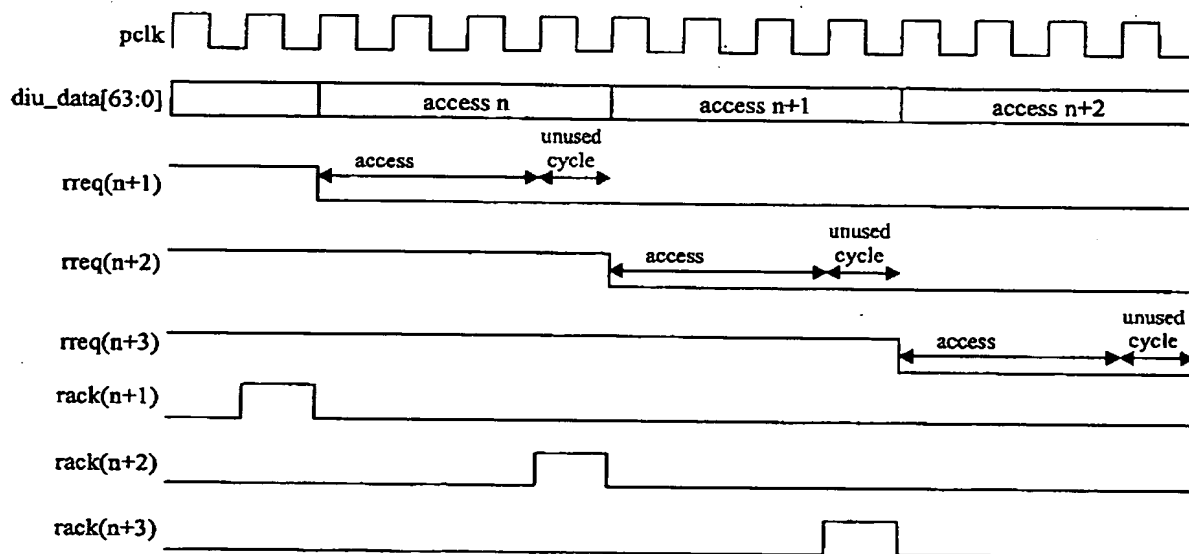 pclk
diu_data[63:0]
access n
access n+1
access n+2
rreq(n+1)
access
unused
cycle
rreq(n+2)
access
unused
cycle
rreq(n+3)
access
unused
cycle
rack(n+1)
rack(n+2)
rack(n+3)